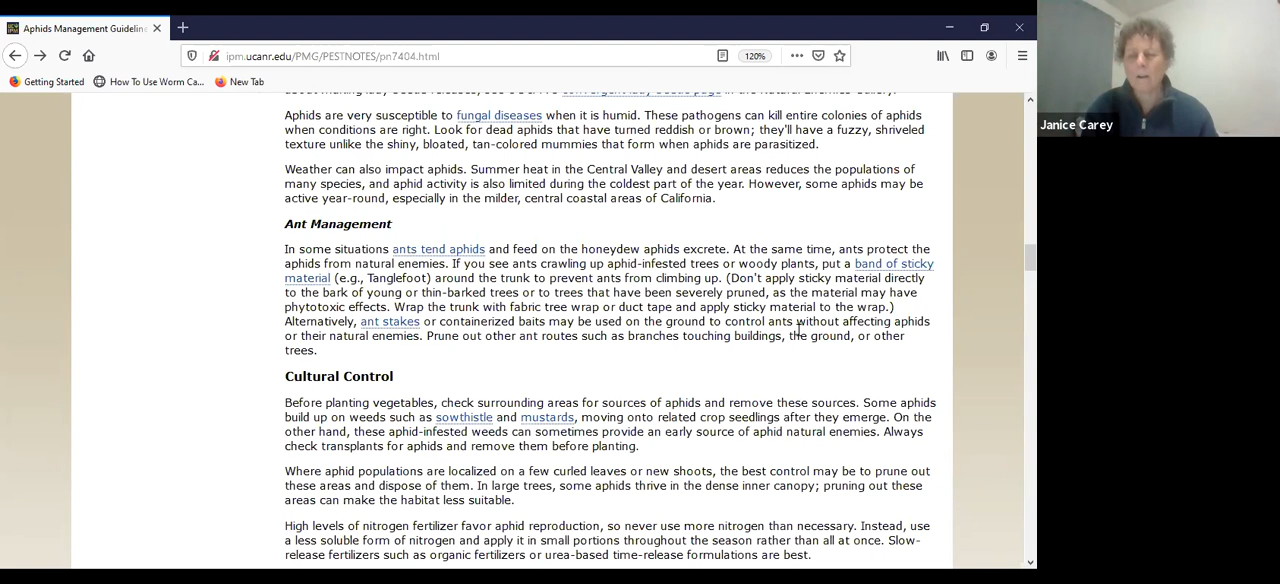 Aphids Management Guidelin
ipm.ucanr.edu/PMG/PESTNOTES/pn7404.html
120%
Getting Started
How To Use Worm Ca...
New Tab
Janice Carey
Aphids are very susceptible to fungal diseases when it is humid. These pathogens can kill entire colonies of aphids
when conditions are right. Look for dead aphids that have turned reddish or brown; they'll have a fuzzy, shriveled
texture unlike the shiny, bloated, tan-colored mummies that form when aphids are parasitized.
Weather can also impact aphids. Summer heat in the Central Valley and desert areas reduces the populations of
many species, and aphid activity is also limited during the coldest part of the year. However, some aphids may be
active year-round, especially in the milder, central coastal areas of California.
Ant Management
In some situations ants tend aphids and feed on the honeydew aphids excrete. At the same time, ants protect the
aphids from natural enemies. If you see ants crawling up aphid-infested trees or woody plants, put a band of sticky
material (e.g., Tanglefoot) around the trunk to prevent ants from climbing up. (Don't apply sticky material directly
to the bark of young or thin-barked trees or to trees that have been severely pruned, as the material may have
phytotoxic effects. Wrap the trunk with fabric tree wrap or duct tape and apply sticky material to the wrap.)
Alternatively, ant stakes or containerized baits may be used on the ground to control ants without affecting aphids
or their natural enemies. Prune out other ant routes such as branches touching buildings, the ground, or other
trees.
Cultural Control
Before planting vegetables, check surrounding areas for sources of aphids and remove these sources. Some aphids
build up on weeds such as sowthistle and mustards, moving onto related crop seedlings after they emerge. On the
other hand, these aphid-infested weeds can sometimes provide an early source of aphid natural enemies. Always
check transplants for aphids and remove them before planting.
Where aphid populations are localized on a few curled leaves or new shoots, the best control may be to prune out
these areas and dispose of them. In large trees, some aphids thrive in the dense inner canopy; pruning out these
areas can make the habitat less suitable.
High levels of nitrogen fertilizer favor aphid reproduction, so never use more nitrogen than necessary. Instead, use
a less soluble form of nitrogen and apply it in small portions throughout the season rather than all at once. Slow-
release fertilizers such as organic fertilizers or urea-based time-release formulations are best.